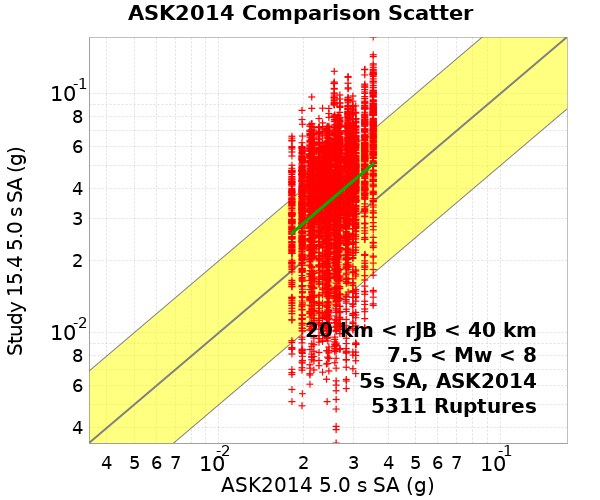 ASK2014 Comparison Scatter
Study 15.4 5.0 s SA (g)
10-1
8
6
4
3
2
10-2
8
6
4
20 km < rJB < 40 km
7.5 < Mw < 8
5s SA, ASK2014
5311 Ruptures
4 5 6 7 10-2 2 3 4 5 6 7 10-1
ASK2014 5.0 s SA (g)